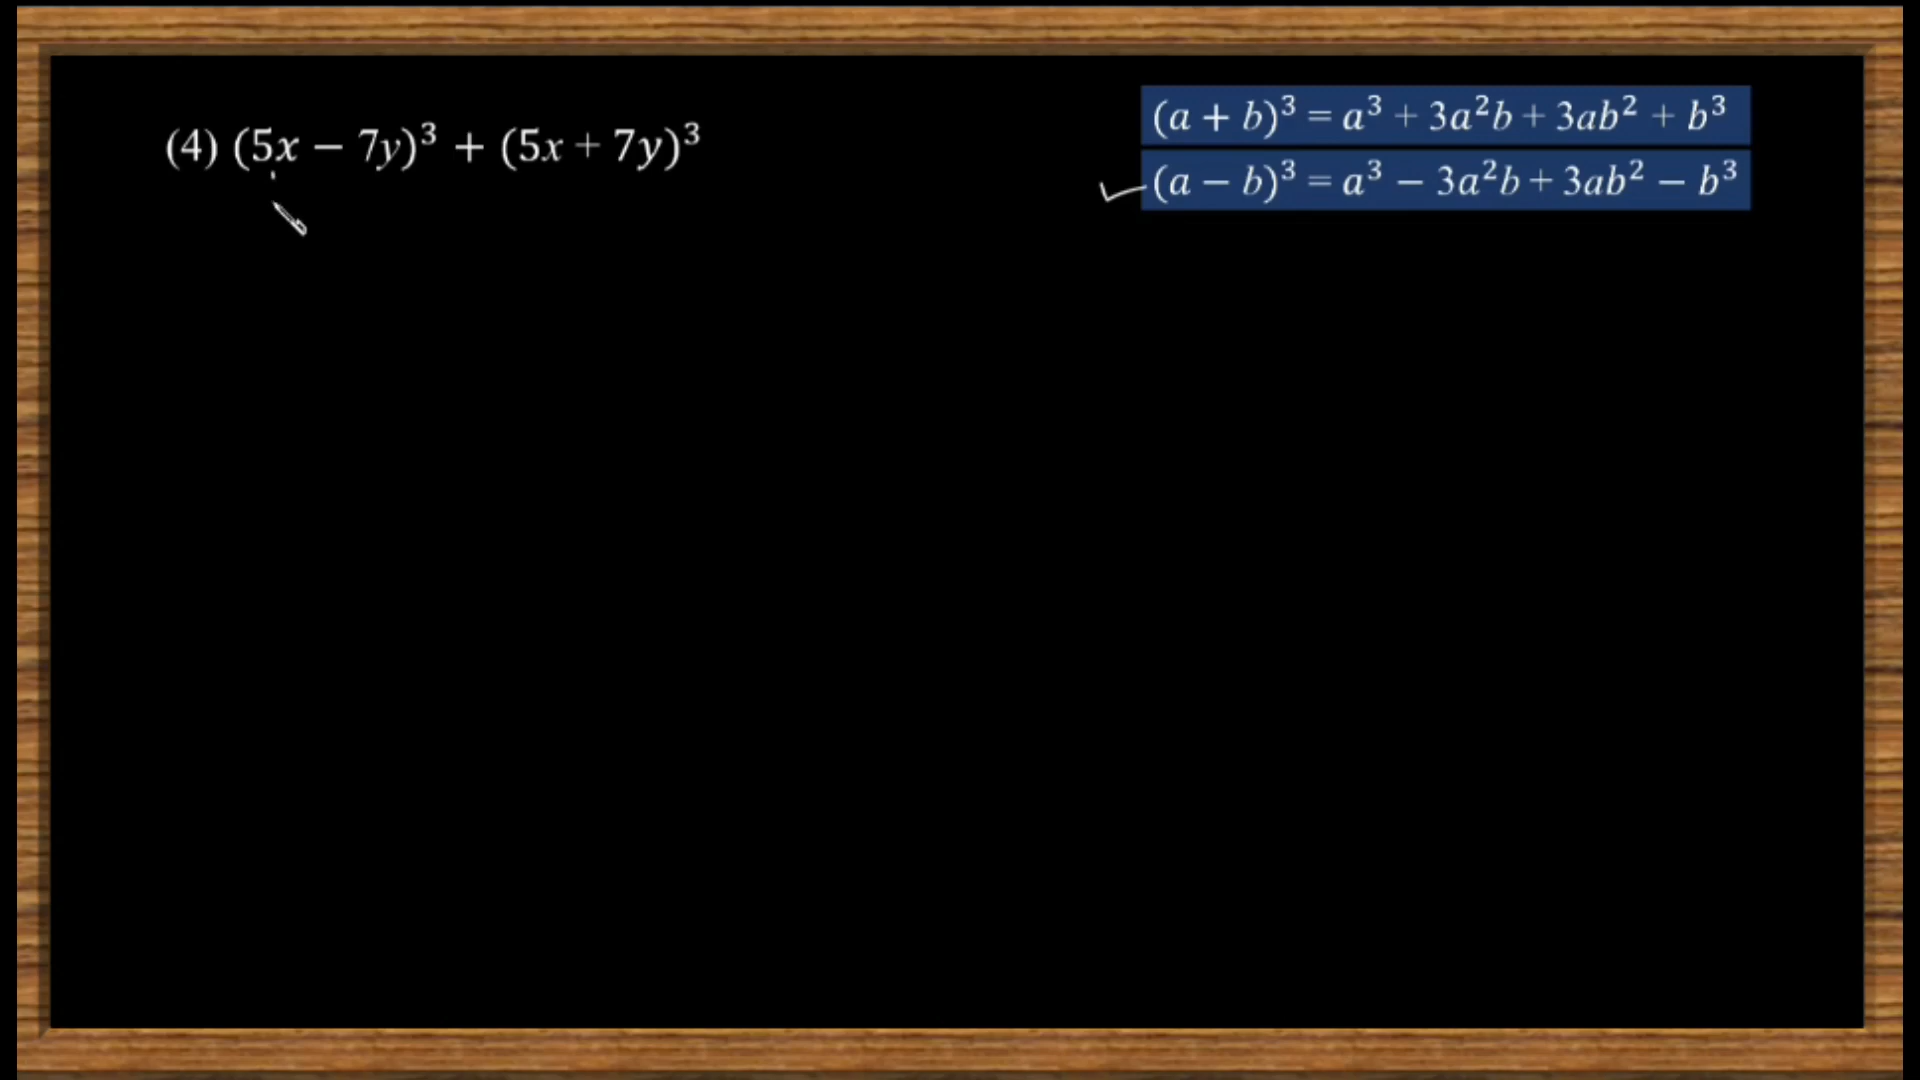 (4) (5x − 7y)³ + (5x + 7y)³
(a + b)³ = a³ + 3a²b + 3ab² + b³
(a − b)³ = a³ − 3a²b + 3ab² − b³